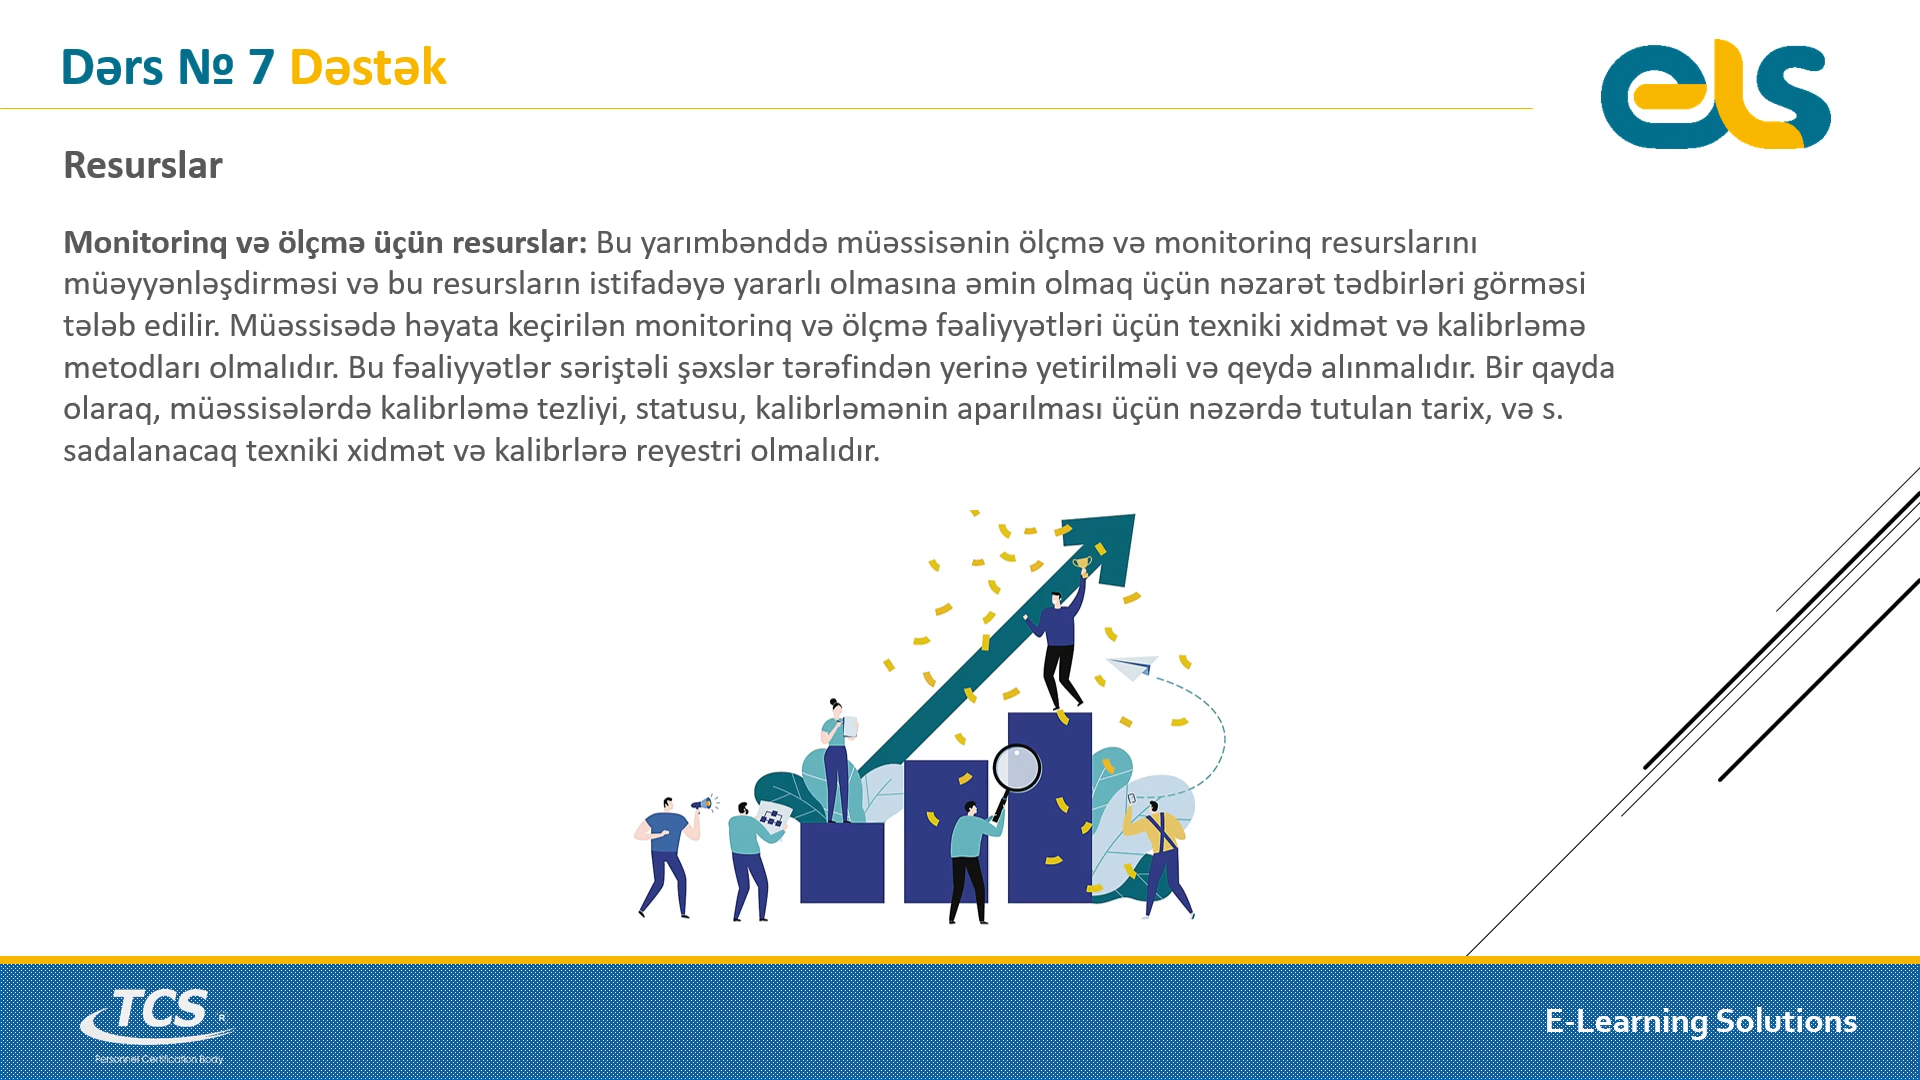 Dərs № 7 Dəstək
els
Resurslar
Monitorinq və ölçmə üçün resurslar: Bu yarımbənddə müəssisənin ölçmə və monitorinq resurslarını
müəyyənləşdirməsi və bu resursların istifadəyə yararlı olmasına əmin olmaq üçün nəzarət tədbirləri görməsi
tələb edilir. Müəssisədə həyata keçirilən monitorinq və ölçmə fəaliyyətləri üçün texniki xidmət və kalibrləmə
metodları olmalıdır. Bu fəaliyyətlər səriştəli şəxslər tərəfindən yerinə yetirilməli və qeydə alınmalıdır. Bir qayda
olaraq, müəssisələrdə kalibrləmə tezliyi, statusu, kalibrləmənin aparılması üçün nəzərdə tutulan tarix, və s.
sadalanacaq texniki xidmət və kalibrlərə reyestri olmalıdır.
TCS ®
Personnel Certification Body
E-Learning Solutions